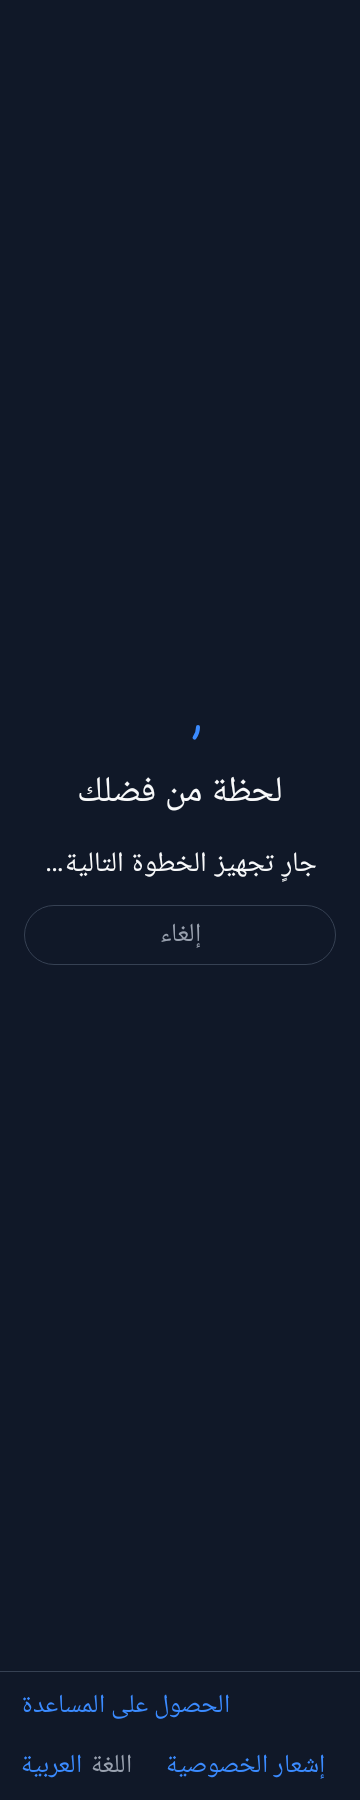 لحظة من فضلك
جارٍ تجهيز الخطوة التالية...
إلغاء
الحصول على المساعدة
إشعار الخصوصية اللغة العربية